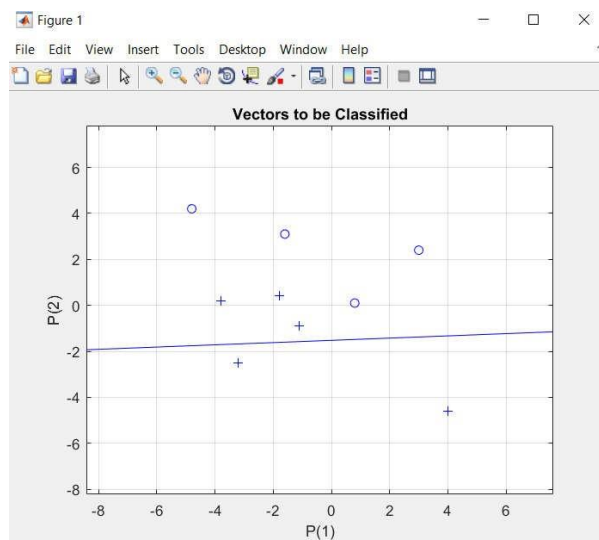 Figure 1
File Edit View Insert Tools Desktop Window Help
Vectors to be Classified
6
4
2
0
-2
-4
-6
-8
P(2)
-8 -6 -4 -2 0 2 4 6
P(1)